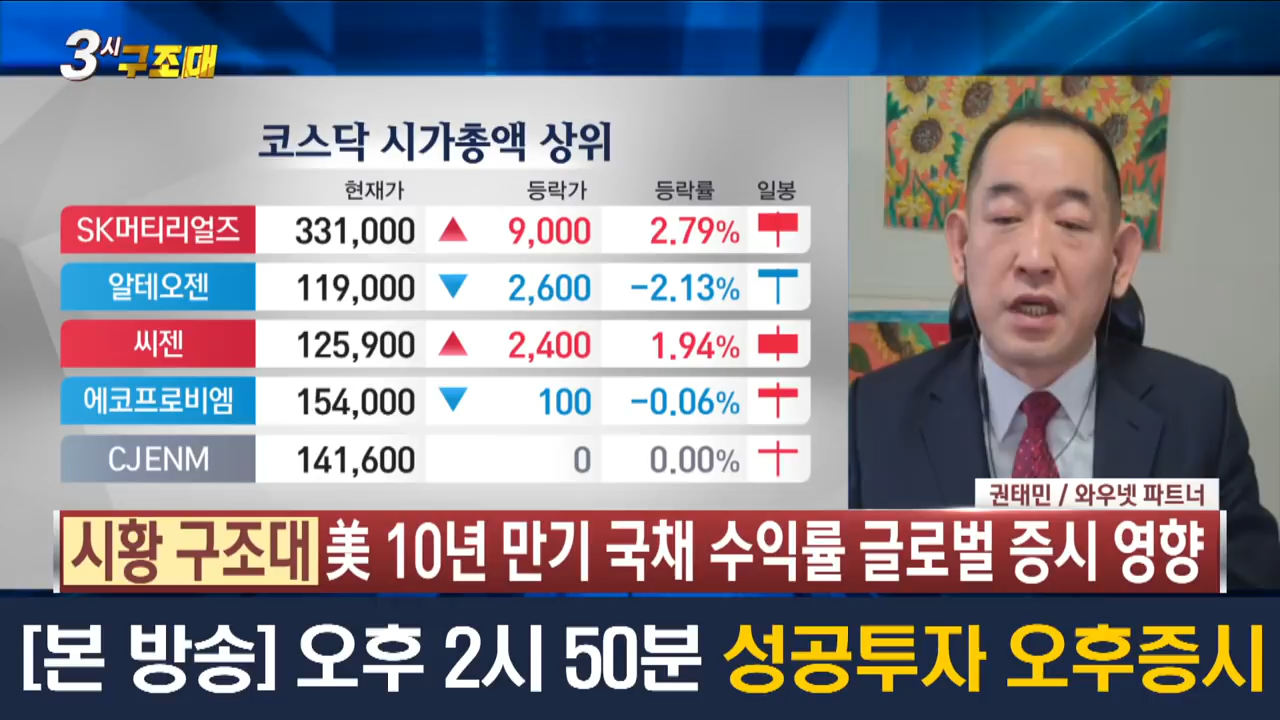 3시 구조대
코스닥 시가총액 상위
현재가 등락가 등락률 일봉
SK머티리얼즈 331,000 ▲ 9,000 2.79%
알테오젠 119,000 ▼ 2,600 -2.13%
씨젠 125,900 ▲ 2,400 1.94%
에코프로비엠 154,000 ▼ 100 -0.06%
CJENM 141,600 0 0.00%
권태민 / 와우넷 파트너
시황 구조대 美 10년 만기 국채 수익률 글로벌 증시 영향
[본 방송] 오후 2시 50분 성공투자 오후증시